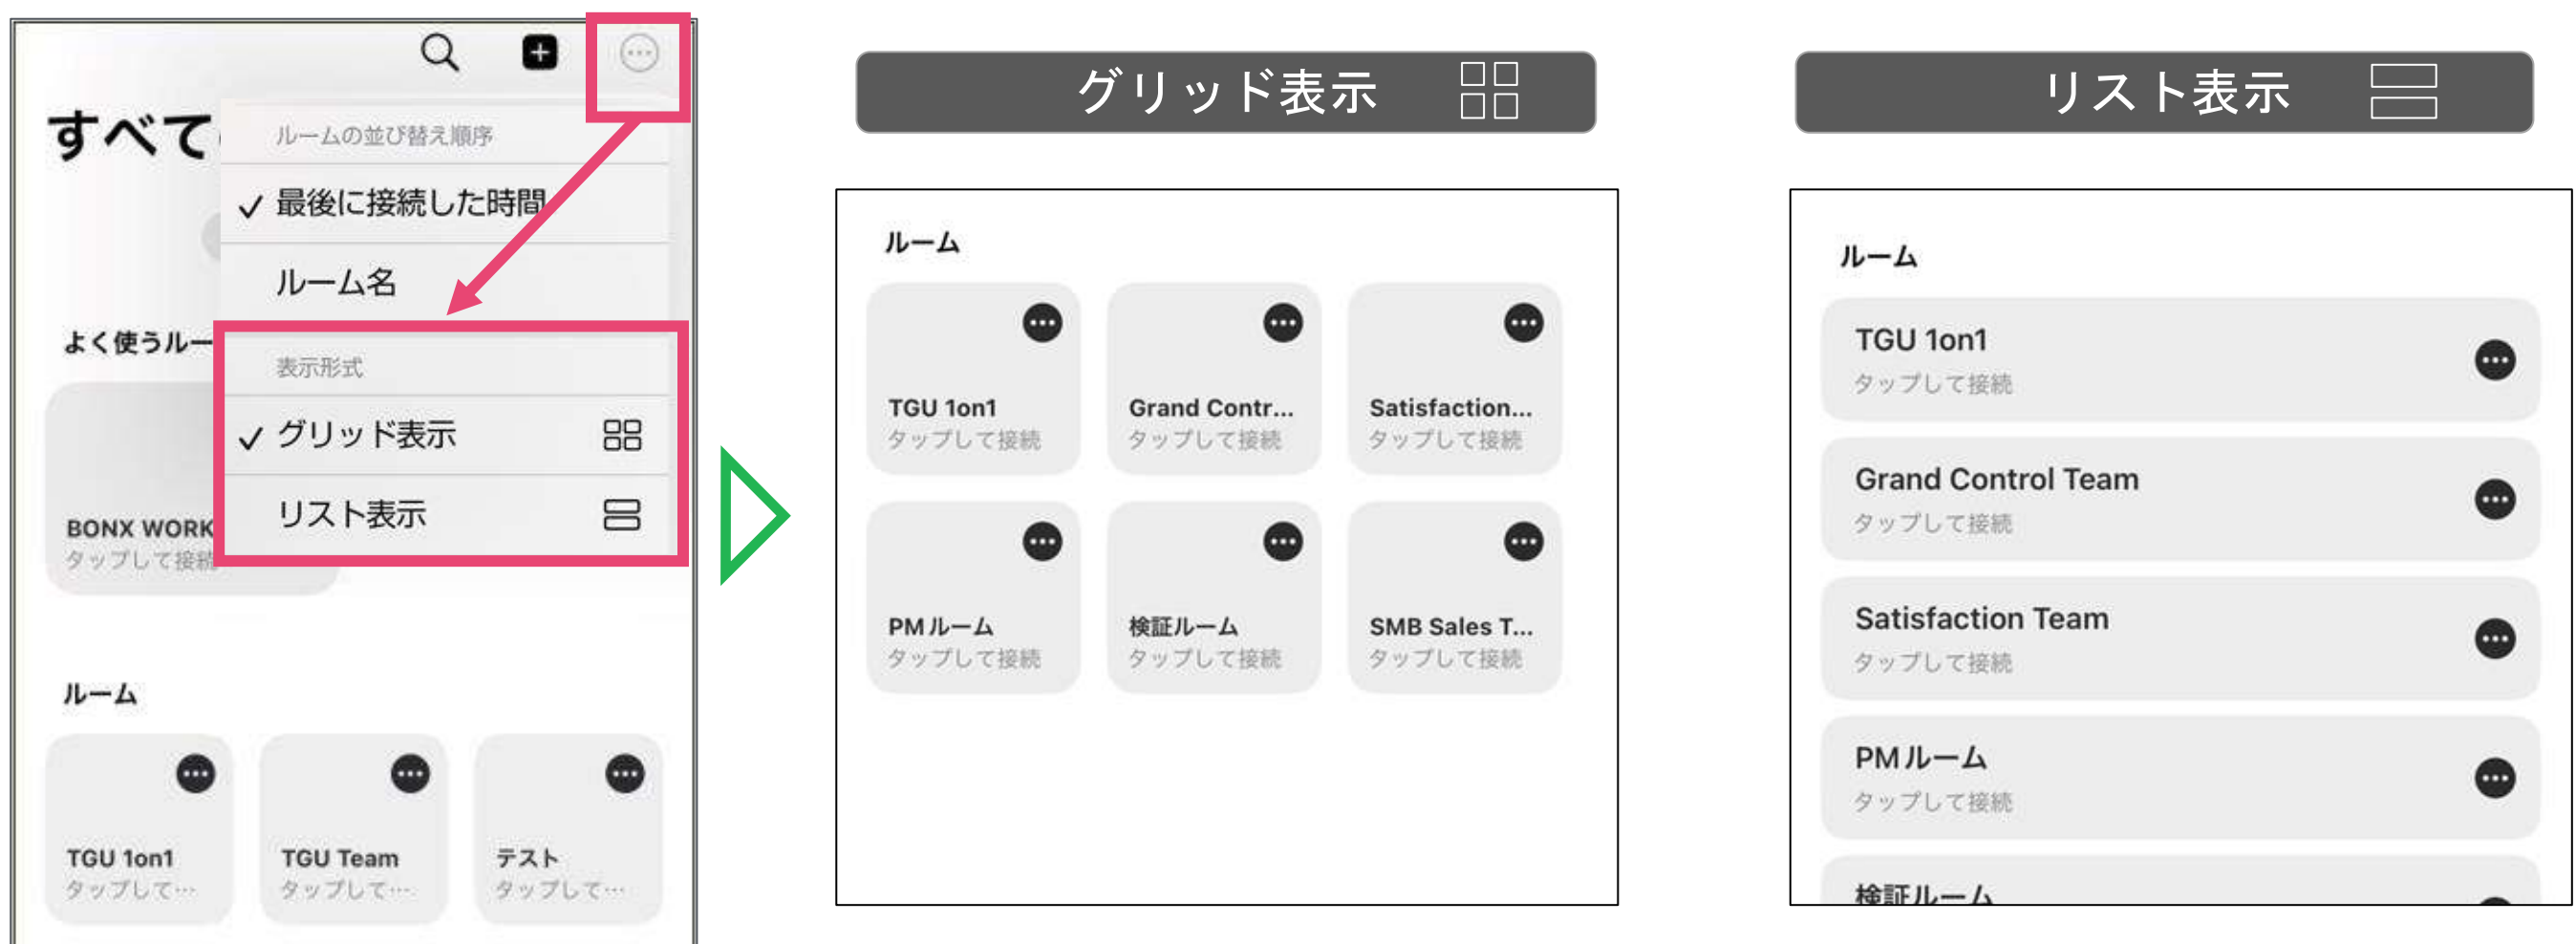 すべて
ルームの並び替え順序
最後に接続した時間
ルーム名
よく使うルー
表示形式
グリッド表示
リスト表示
BONX WORK
タップして接続
ルーム
TGU 1on1
タップして…
TGU Team
タップして…
テスト
タップして…
グリッド表示
ルーム
TGU 1on1
タップして接続
Grand Contr...
タップして接続
Satisfaction...
タップして接続
PMルーム
タップして接続
検証ルーム
タップして接続
SMB Sales T...
タップして接続
リスト表示
ルーム
TGU 1on1
タップして接続
Grand Control Team
タップして接続
Satisfaction Team
タップして接続
PMルーム
タップして接続
検証ルーム